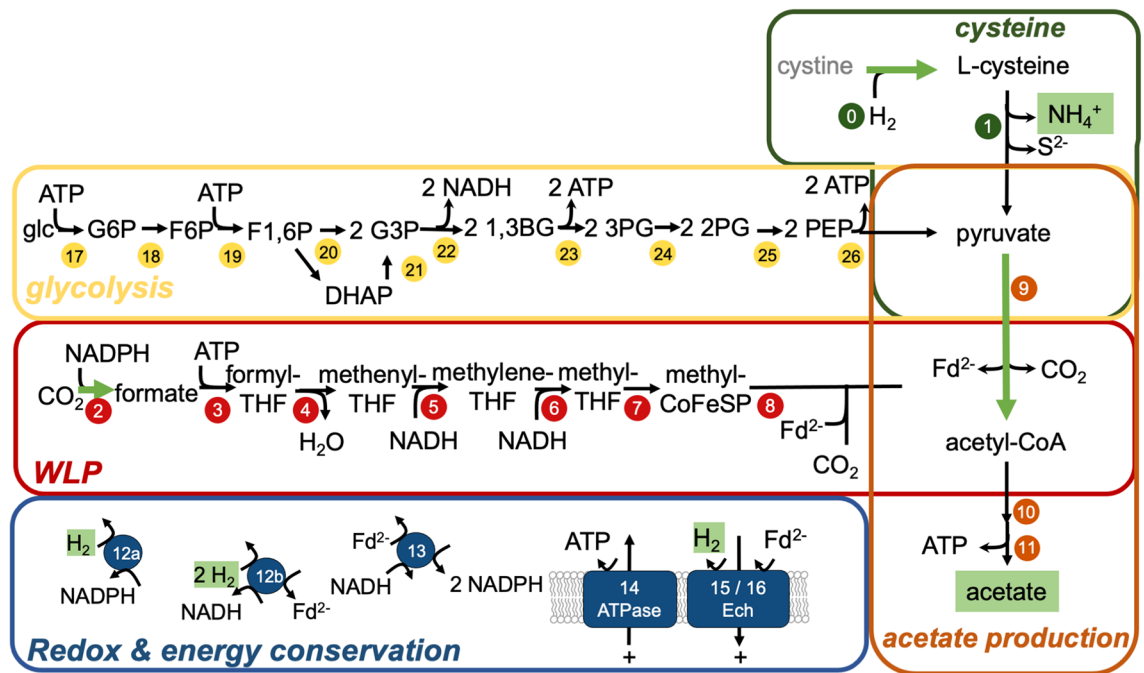 cysteine
cystine
L-cysteine
0
H₂
1
NH₄⁺
S²⁻
ATP
ATP
2 NADH
2 ATP
2 ATP
glc
G6P
F6P
F1,6P
2 G3P
2 1,3BG
2 3PG
2 2PG
2 PEP
pyruvate
17
18
19
20
21
22
23
24
25
26
DHAP
glycolysis
9
NADPH
ATP
CO₂
formate
formyl-
THF
methenyl-
THF
methylene-
THF
methyl-
THF
methyl-
CoFeSP
2
3
4
5
6
7
8
H₂O
NADH
NADH
Fd²⁻
CO₂
Fd²⁻
CO₂
acetyl-CoA
WLP
H₂
12a
NADPH
2 H₂
12b
NADH
Fd²⁻
Fd²⁻
13
NADH
2 NADPH
ATP
14
ATPase
+
H₂
Fd²⁻
15 / 16
Ech
+
10
ATP
11
acetate
Redox & energy conservation
acetate production